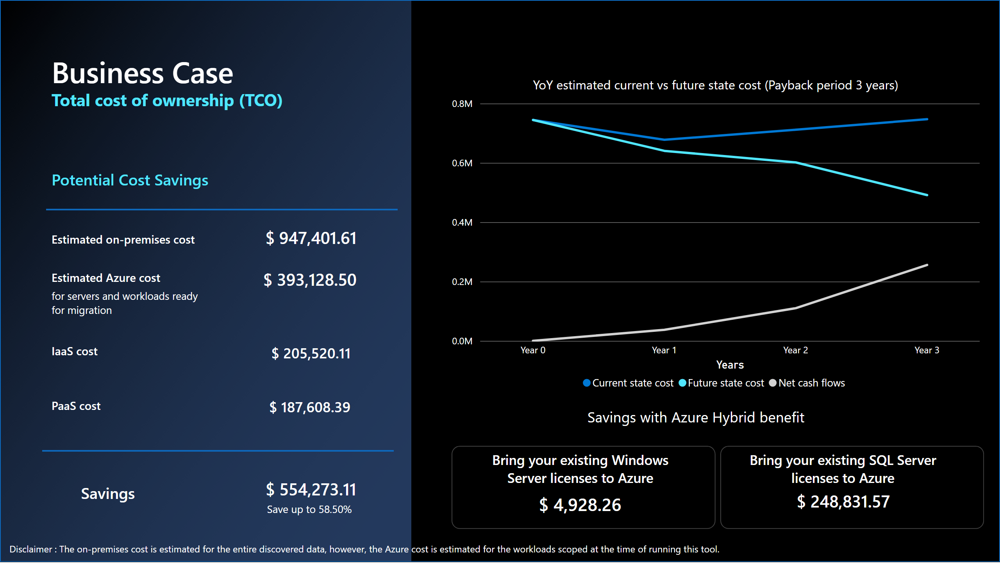 Business Case
Total cost of ownership (TCO)
Potential Cost Savings
Estimated on-premises cost
$ 947,401.61
Estimated Azure cost
$ 393,128.50
for servers and workloads ready
for migration
IaaS cost
$ 205,520.11
PaaS cost
$ 187,608.39
Savings
$ 554,273.11
Save up to 58.50%
YoY estimated current vs future state cost (Payback period 3 years)
0.8M
0.6M
0.4M
0.2M
0.0M
Year 0
Year 1
Year 2
Year 3
Years
Current state cost
Future state cost
Net cash flows
Savings with Azure Hybrid benefit
Bring your existing Windows
Server licenses to Azure
$ 4,928.26
Bring your existing SQL Server
licenses to Azure
$ 248,831.57
Disclaimer : The on-premises cost is estimated for the entire discovered data, however, the Azure cost is estimated for the workloads scoped at the time of running this tool.